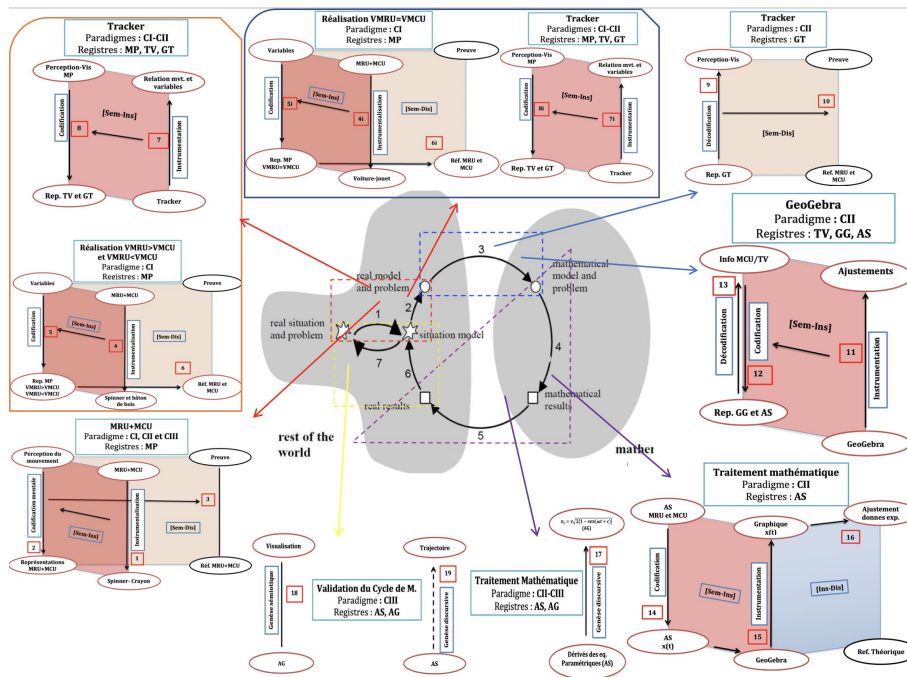 Tracker
Paradigmes : CI-CII
Registres : MP, TV, GT
Perception-Vis
MP
Relation mvt. et
variables
Codification
[Sem-Ins]
8
7
Instrumentation
Rep. TV et GT
Tracker
Réalisation VMRU>VMCU
et VMRU<VMCU
Paradigme : CI
Registres : MP
Variables
MRU+MCU
Preuve
Codification
5
[Sem-Ins]
4
Instrumentalisation
[Sem-Dis]
6
Rep. MP
VMRU>VMCU
VMRU>VMCU
Spinner et bâton de
bois
Réf. MRU et
MCU
Réalisation VMRU=VMCU
Paradigme : CI
Registres : MP
Variables
MRU+MCU
Preuve
Codification
5i
[Sem-Ins]
4i
Instrumentalisation
[Sem-Dis]
6i
Rep. MP
VMRU=VMCU
Voiture-jouet
Réf. MRU et
MCU
Tracker
Paradigmes : CI-CII
Registres : MP, TV, GT
Perception-Vis
MP
Relation mvt. et
variables
Codification
[Sem-Ins]
8i
7i
Instrumentation
Rep. TV et GT
Tracker
Tracker
Paradigme : CII
Registres : GT
Perception-Vis
Preuve
9
Décodification
10
[Sem-Dis]
Rep. GT
Ref. MRU et
MCU
GeoGebra
Paradigme : CII
Registres : TV, GG, AS
Info MCU/TV
Ajustements
13
Décodification
Codification
[Sem-Ins]
12
11
Instrumentation
Rep. GG et AS
GeoGebra
real model
and problem
3
mathematical
model and
problem
real situation
and problem
1
2
situation model
7
6
4
real results
mathematical
results
5
rest of the
world
mather
MRU+MCU
Paradigme : CI, CII et CIII
Registres : MP
Perception du
mouvement
MRU+MCU
Preuve
Codification mentale
3
[Sem-Ins]
Instrumentalisation
[Sem-Dis]
2
1
Représentations
MRU+MCU
Spinner- Crayon
Réf. MRU+MCU
Visualisation
18
Genèse sémiotique
AG
Validation du Cycle de M.
Paradigme : CIII
Registres : AS, AG
Trajectoire
19
Genèse discursive
AS
Traitement Mathématique
Paradigme : CII-CIII
Registres : AS, AG
(AG)
17
Genèse discursive
Dérivés des eq.
Paramétriques (AS)
Traitement mathématique
Paradigme : CII
Registres : AS
AS
MRU et MCU
Graphique
x(t)
Ajustement
donnes exp.
16
Codification
[Sem-Ins]
Instrumentation
[Ins-Dis]
14
15
AS
x(t)
GeoGebra
Ref. Théorique